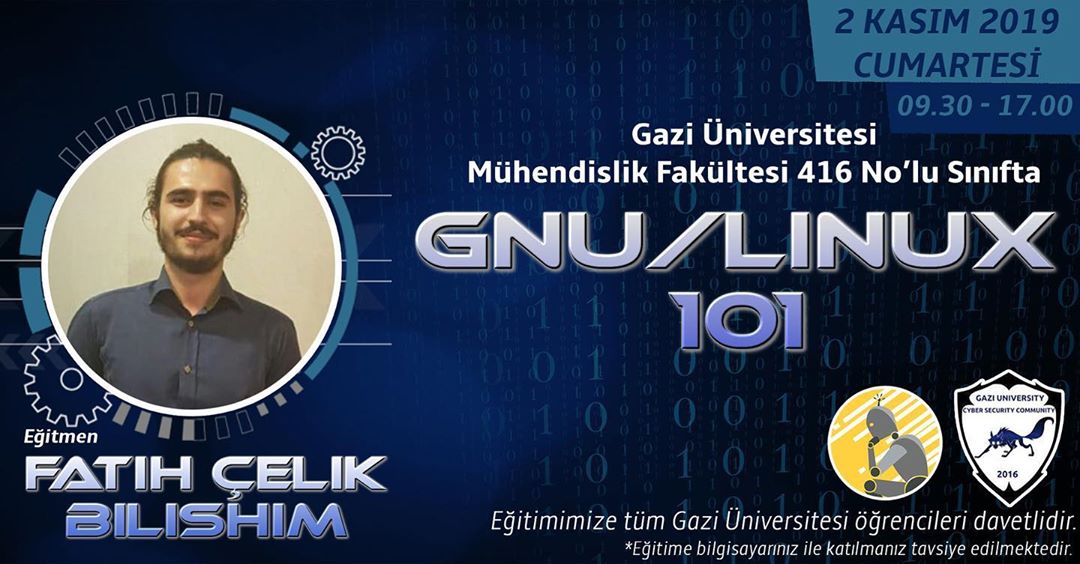 2 KASIM 2019
CUMARTESİ
09.30 - 17.00
Gazi Üniversitesi
Mühendislik Fakültesi 416 No’lu Sınıfta
GNU/LINUX
101
Eğitmen
FATIH ÇELIK
BILISHIM
GAZI UNIVERSITY
CYBER SECURITY COMMUNITY
2016
Eğitimimize tüm Gazi Üniversitesi öğrencileri davetlidir.
*Eğitime bilgisayarınız ile katılmanız tavsiye edilmektedir.